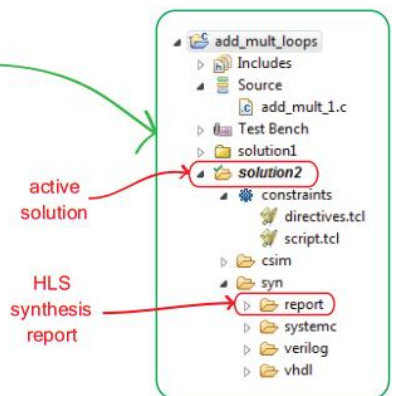 add_mult_loops
Includes
Source
add_mult_1.c
Test Bench
solution1
solution2
constraints
directives.tcl
script.tcl
csim
syn
report
systemc
verilog
vhdl
active
solution
HLS
synthesis
report